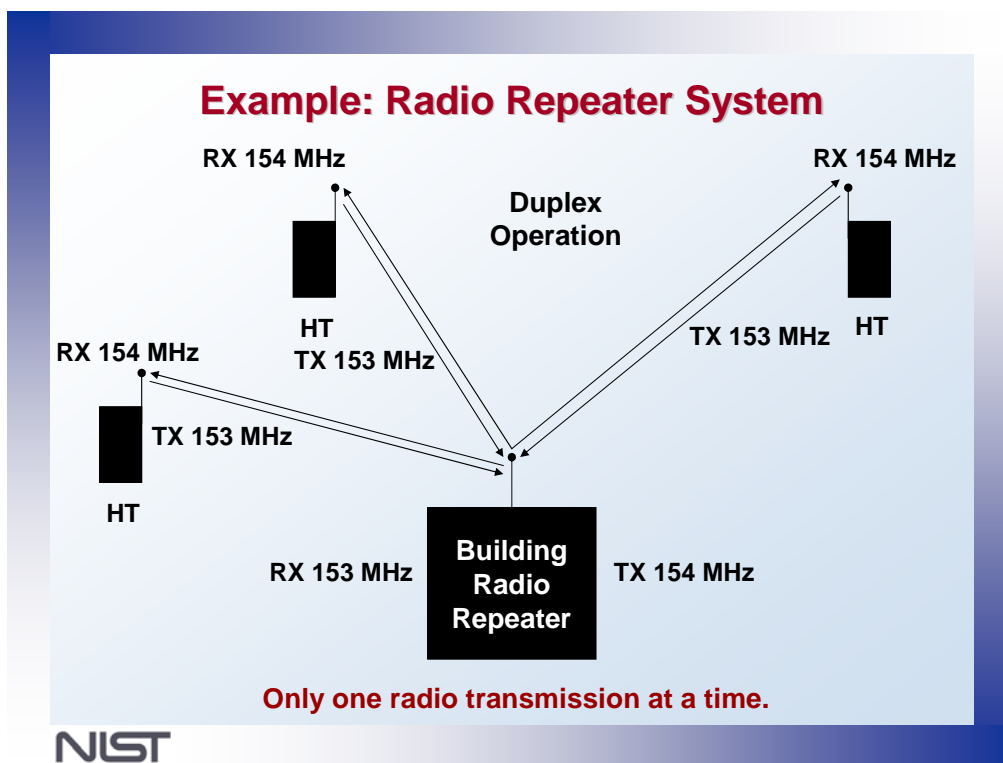 Example: Radio Repeater System
RX 154 MHz
RX 154 MHz
Duplex
Operation
HT
TX 153 MHz
TX 153 MHz
HT
RX 154 MHz
TX 153 MHz
HT
RX 153 MHz
Building
Radio
Repeater
TX 154 MHz
Only one radio transmission at a time.
NIST